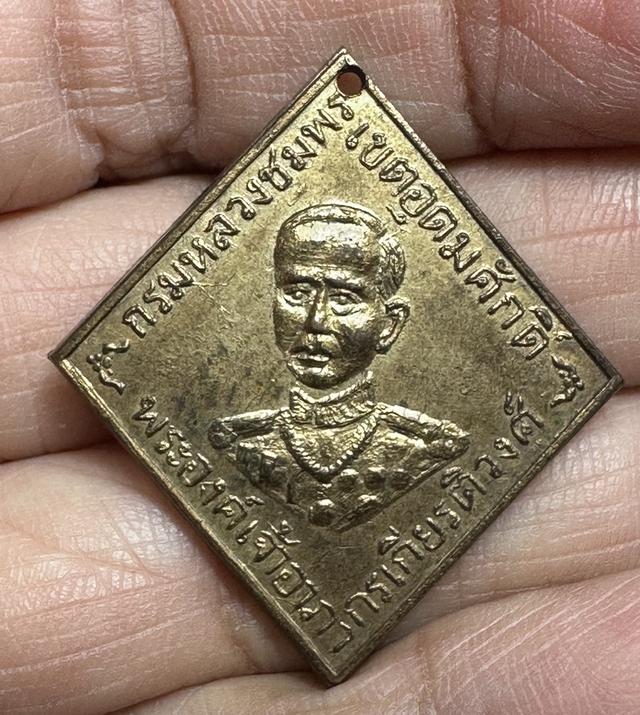 กรมหลวงชุมพร
เขตอุดมศักดิ์
พระองค์เจ้าอาภา
กรเกียรติวงศ์